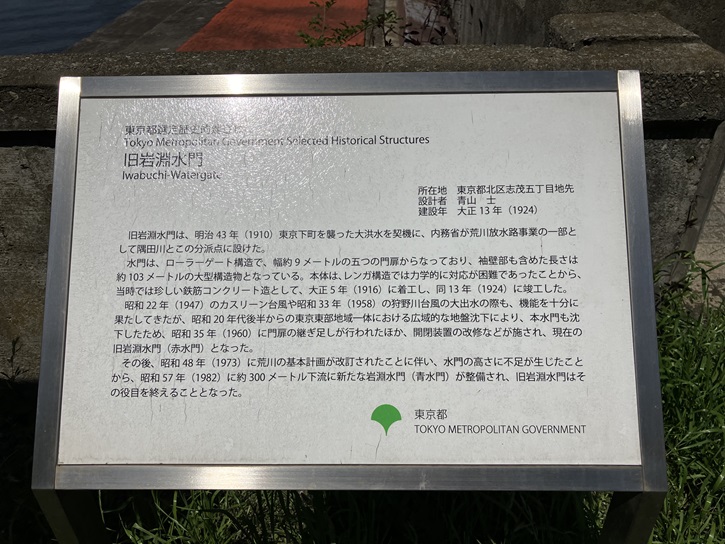 東京都選定歴史的建造物
Tokyo Metropolitan Government Selected Historical Structures
旧岩淵水門
Iwabuchi-Watergate
所在地 東京都北区志茂五丁目地先
設計者 青山 士
建設年 大正 13 年（1924）
旧岩淵水門は、明治 43 年（1910）東京下町を襲った大洪水を契機に、内務省が荒川放水路事業の一部と
して隅田川とこの分派点に設けた。
水門は、ローラーゲート構造で、幅約 9 メートルの五つの門扉からなっており、袖壁部も含めた長さは
約 103 メートルの大型構造物となっている。本体は、レンガ構造では力学的に対応が困難であったことから、
当時では珍しい鉄筋コンクリート造として、大正 5 年（1916）に着工し、同 13 年（1924）に竣工した。
昭和 22 年（1947）のカスリーン台風や昭和 33 年（1958）の狩野川台風の大出水の際も、機能を十分に
果たしてきたが、昭和 20 年代後半からの東京東部地域一体における広域的な地盤沈下により、本水門も沈
下したため、昭和 35 年（1960）に門扉の継ぎ足しが行われたほか、開閉装置の改修などが施され、現在の
旧岩淵水門（赤水門）となった。
その後、昭和 48 年（1973）に荒川の基本計画が改訂されたことに伴い、水門の高さに不足が生じたこと
から、昭和 57 年（1982）に約 300 メートル下流に新たな岩淵水門（青水門）が整備され、旧岩淵水門はそ
の役目を終えることとなった。
東京都
TOKYO METROPOLITAN GOVERNMENT